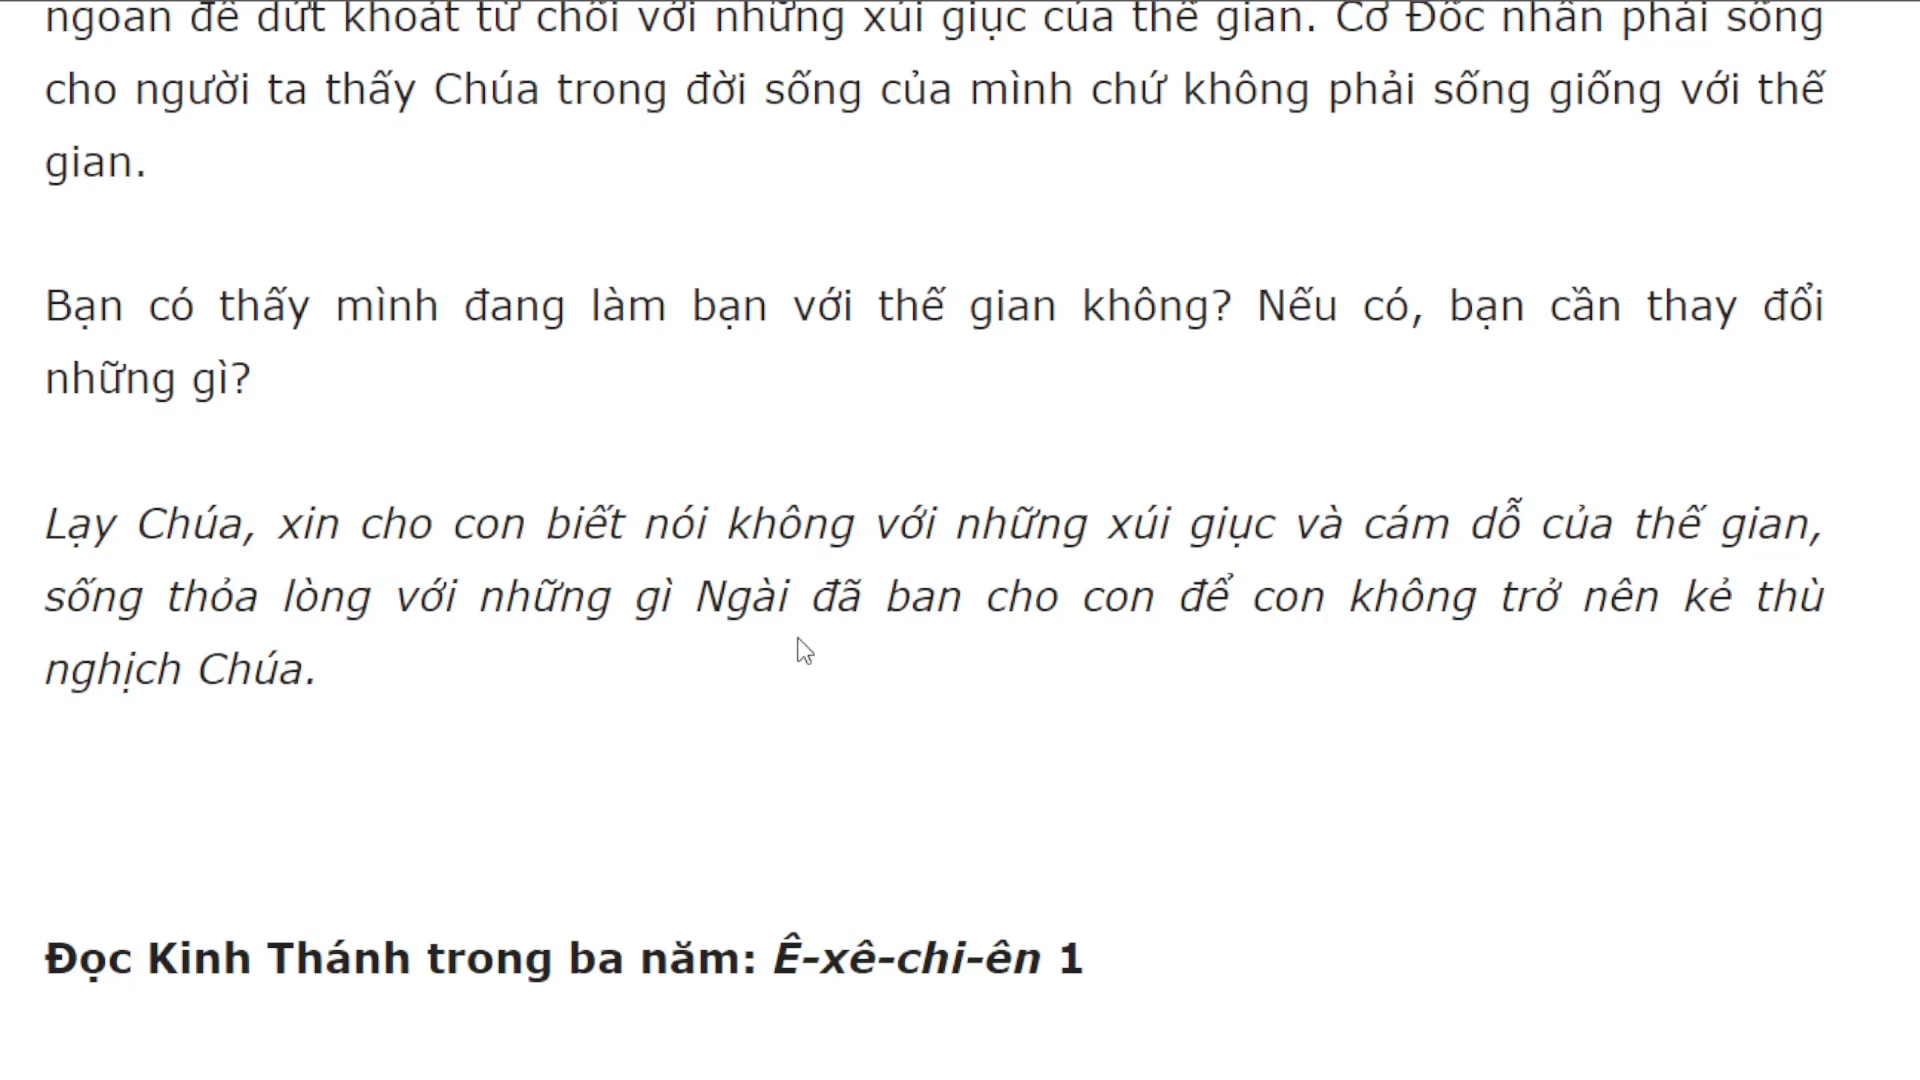 ngoan để dứt khoát từ chối với những xúi giục của thế gian. Cơ Đốc nhân phải sống
cho người ta thấy Chúa trong đời sống của mình chứ không phải sống giống với thế
gian.
Bạn có thấy mình đang làm bạn với thế gian không? Nếu có, bạn cần thay đổi
những gì?
Lạy Chúa, xin cho con biết nói không với những xúi giục và cám dỗ của thế gian,
sống thỏa lòng với những gì Ngài đã ban cho con để con không trở nên kẻ thù
nghịch Chúa.
Đọc Kinh Thánh trong ba năm: Ê-xê-chi-ên 1